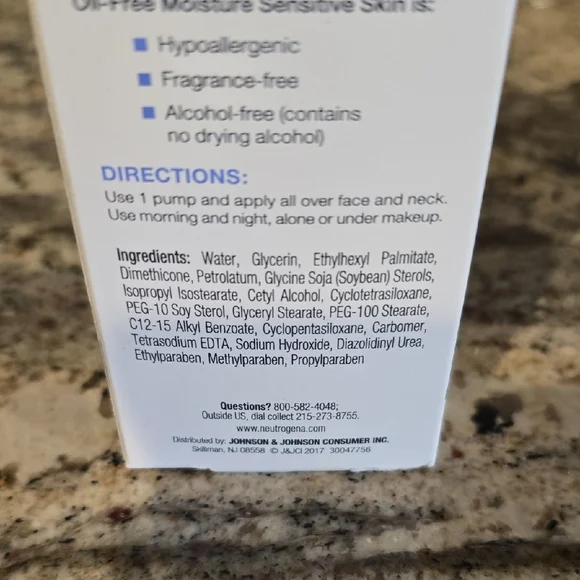 Oil-Free Moisture Sensitive Skin is:
Hypoallergenic
Fragrance-free
Alcohol-free (contains
no drying alcohol)
DIRECTIONS:
Use 1 pump and apply all over face and neck.
Use morning and night, alone or under makeup.
Ingredients: Water, Glycerin, Ethylhexyl Palmitate,
Dimethicone, Petrolatum, Glycine Soja (Soybean) Sterols,
Isopropyl Isostearate, Cetyl Alcohol, Cyclotetrasiloxane,
PEG-10 Soy Sterol, Glyceryl Stearate, PEG-100 Stearate,
C12-15 Alkyl Benzoate, Cyclopentasiloxane, Carbomer,
Tetrasodium EDTA, Sodium Hydroxide, Diazolidinyl Urea,
Ethylparaben, Methylparaben, Propylparaben
Questions? 800-582-4048;
Outside US, dial collect 215-273-8755.
www.neutrogena.com
Distributed by: JOHNSON & JOHNSON CONSUMER INC.
Skillman, NJ 08558 © J&JCI 2017 30047756